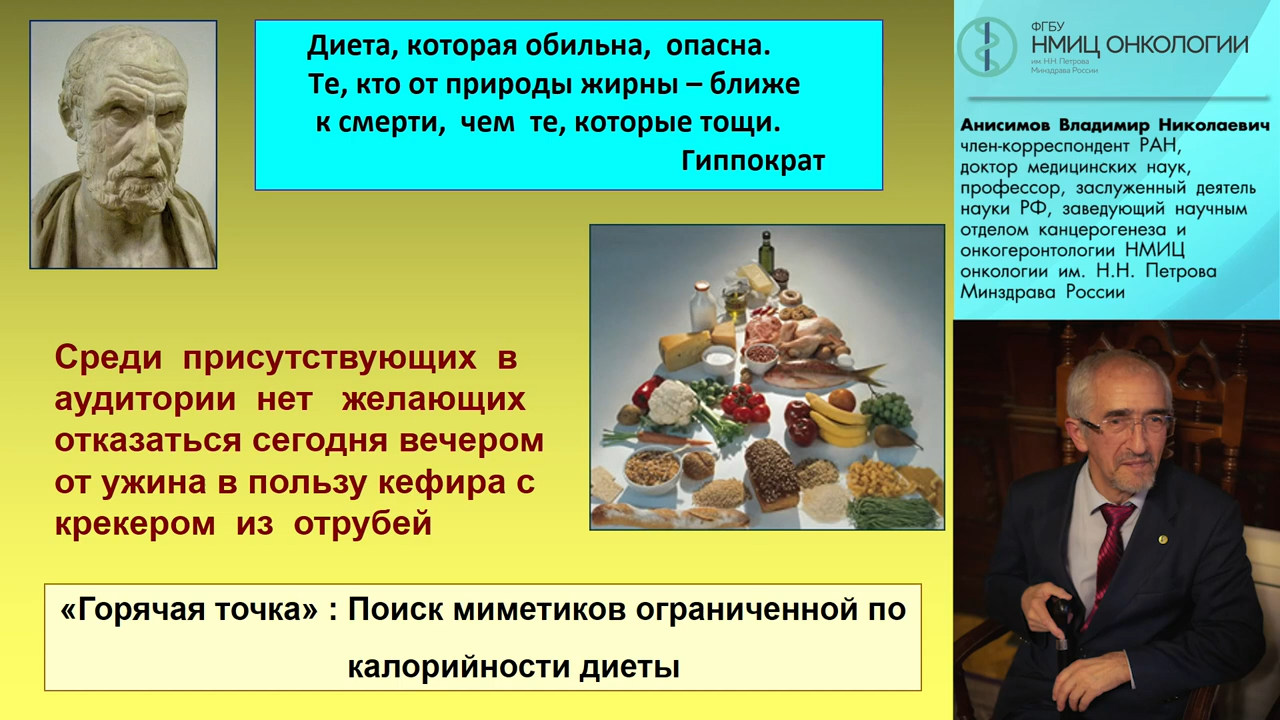 Диета, которая обильна, опасна.
Те, кто от природы жирны – ближе
к смерти, чем те, которые тощи.
Гиппократ
Среди присутствующих в
аудитории нет желающих
отказаться сегодня вечером
от ужина в пользу кефира с
крекером из отрубей
«Горячая точка» : Поиск миметиков ограниченной по
калорийности диеты
ФГБУ
НМИЦ ОНКОЛОГИИ
им. Н.Н. Петрова
Минздрава России
Анисимов Владимир Николаевич
член-корреспондент РАН,
доктор медицинских наук,
профессор, заслуженный деятель
науки РФ, заведующий научным
отделом канцерогенеза и
онкогеронтологии НМИЦ
онкологии им. Н.Н. Петрова
Минздрава России